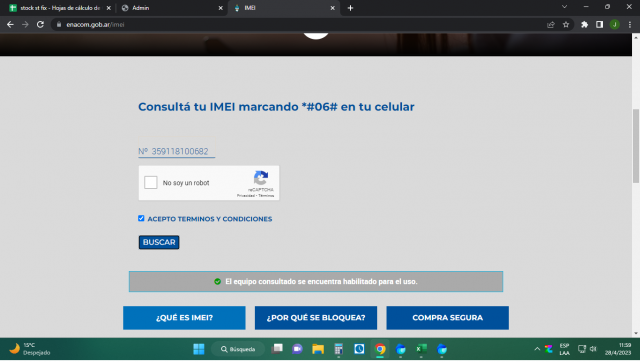 stock st fix - Hojas de cálculo de
Admin
IMEI
enacom.gob.ar/imei
J
Consultá tu IMEI marcando *#06# en tu celular
Nº 359118100682
No soy un robot
reCAPTCHA
Privacidad - Términos
ACEPTO TERMINOS Y CONDICIONES
BUSCAR
El equipo consultado se encuentra habilitado para el uso.
¿QUÉ ES IMEI?
¿POR QUÉ SE BLOQUEA?
COMPRA SEGURA
15°C
Despejado
Búsqueda
ESP
LAA
11:59
28/4/2023